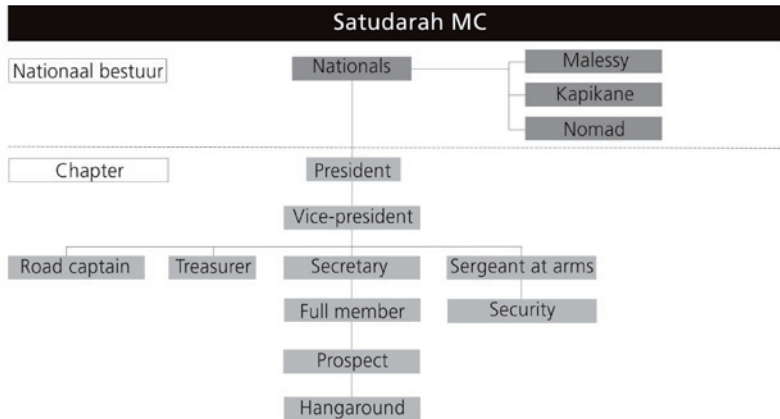 Satudarah MC
Nationaal bestuur
Nationals
Malessy
Kapikane
Nomad
Chapter
President
Vice-president
Road captain
Treasurer
Secretary
Sergeant at arms
Full member
Security
Prospect
Hangaround